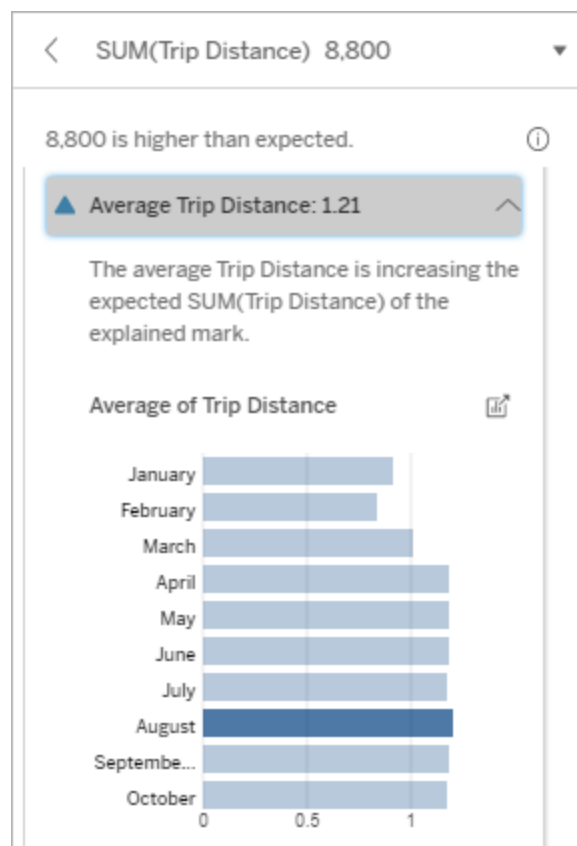 SUM(Trip Distance) 8,800
8,800 is higher than expected.
Average Trip Distance: 1.21
The average Trip Distance is increasing the
expected SUM(Trip Distance) of the
explained mark.
Average of Trip Distance
January
February
March
April
May
June
July
August
Septembe...
October
0 0.5 1